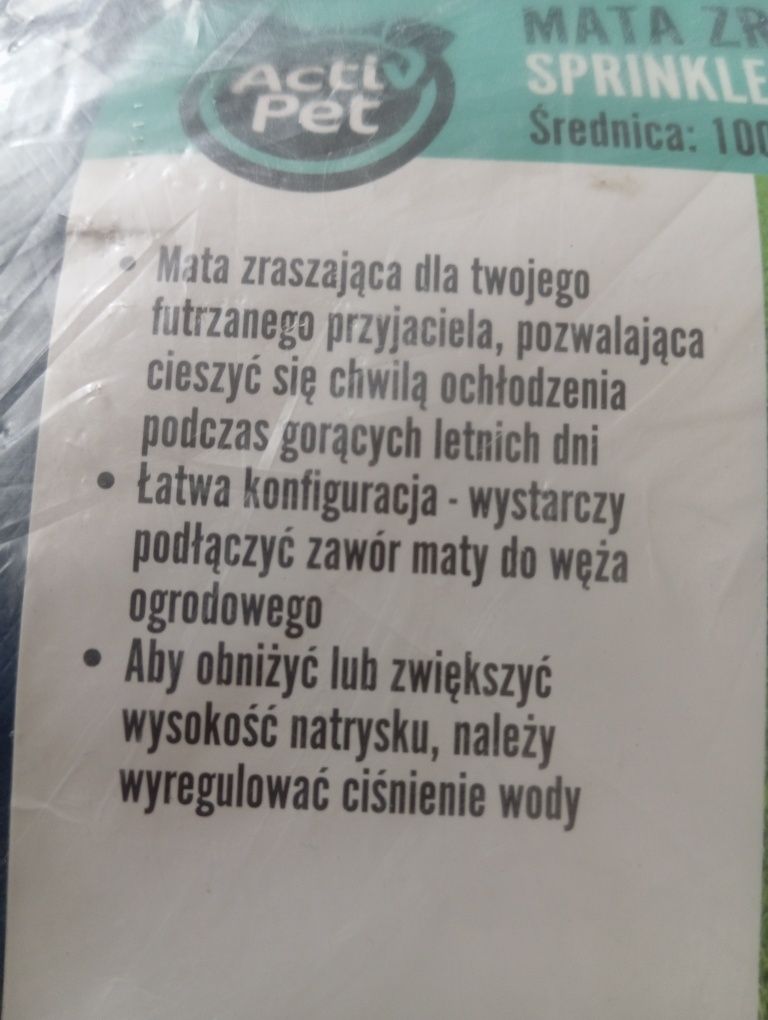 Acti
Pet
MATA ZR
SPRINKLE
Średnica: 100
• Mata zraszająca dla twojego
futrzanego przyjaciela, pozwalająca
cieszyć się chwilą ochłodzenia
podczas gorących letnich dni
• Łatwa konfiguracja - wystarczy
podłączyć zawór maty do węża
ogrodowego
• Aby obniżyć lub zwiększyć
wysokość natrysku, należy
wyregulować ciśnienie wody